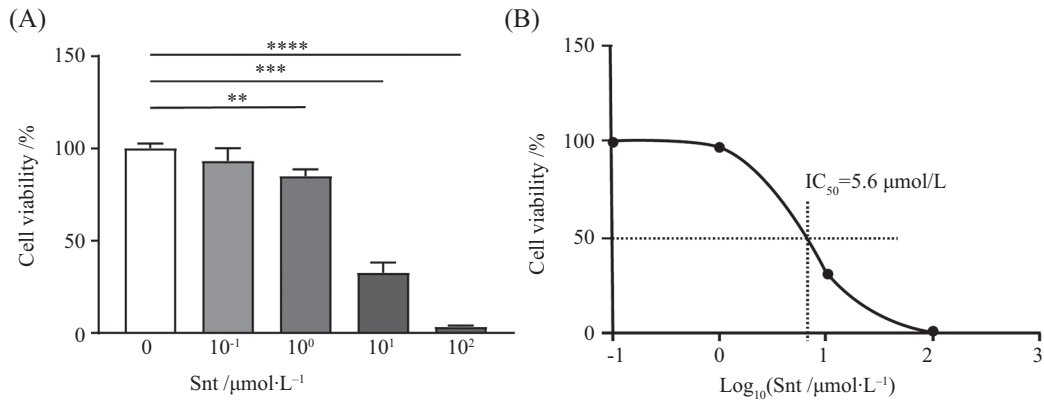 (A)
150
100
50
0
Cell viability /%
****
***
**
0 10⁻¹ 10⁰ 10¹ 10²
Snt /μmol·L⁻¹
(B)
150
100
50
0
Cell viability /%
IC₅₀=5.6 μmol/L
-1 0 1 2 3
Log₁₀(Snt /μmol·L⁻¹)